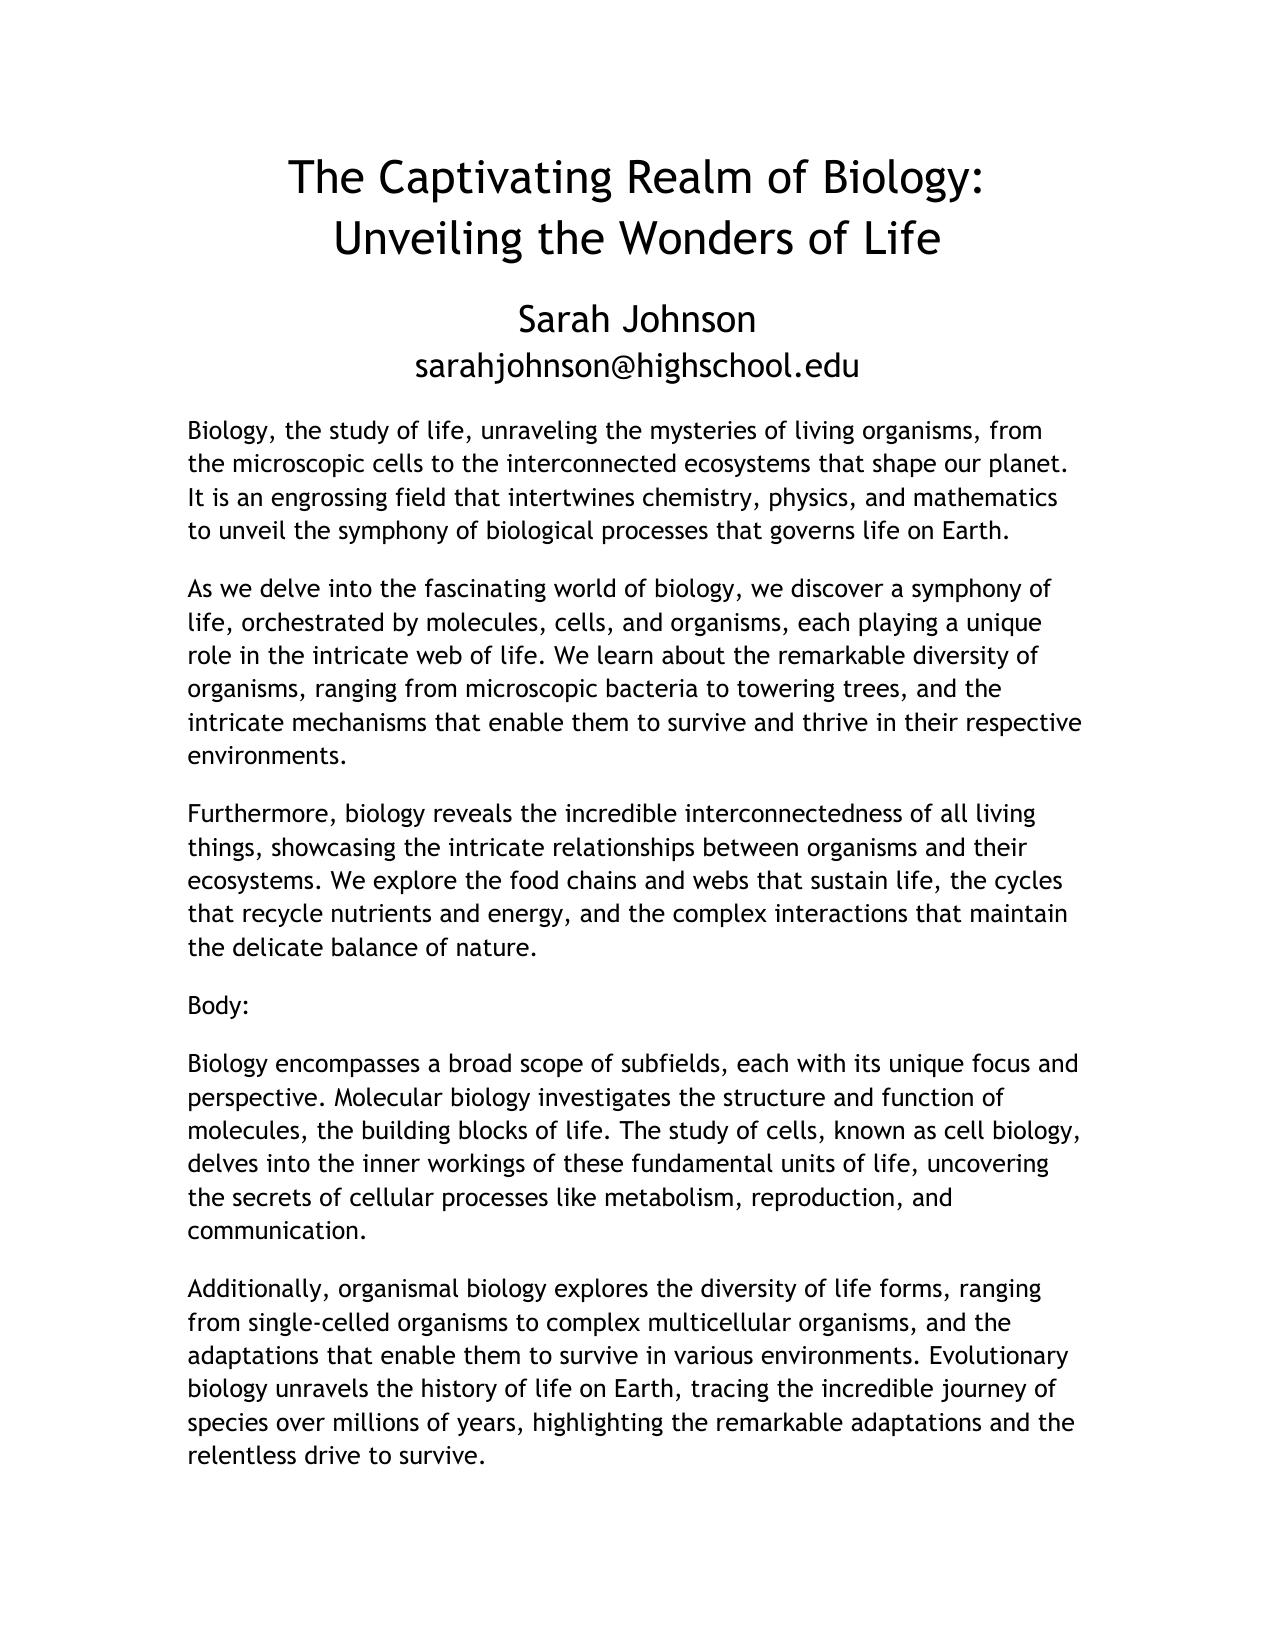 The Captivating Realm of Biology:
Unveiling the Wonders of Life
Sarah Johnson
sarahjohnson@highschool.edu
Biology, the study of life, unraveling the mysteries of living organisms, from
the microscopic cells to the interconnected ecosystems that shape our planet.
It is an engrossing field that intertwines chemistry, physics, and mathematics
to unveil the symphony of biological processes that governs life on Earth.
As we delve into the fascinating world of biology, we discover a symphony of
life, orchestrated by molecules, cells, and organisms, each playing a unique
role in the intricate web of life. We learn about the remarkable diversity of
organisms, ranging from microscopic bacteria to towering trees, and the
intricate mechanisms that enable them to survive and thrive in their respective
environments.
Furthermore, biology reveals the incredible interconnectedness of all living
things, showcasing the intricate relationships between organisms and their
ecosystems. We explore the food chains and webs that sustain life, the cycles
that recycle nutrients and energy, and the complex interactions that maintain
the delicate balance of nature.
Body:
Biology encompasses a broad scope of subfields, each with its unique focus and
perspective. Molecular biology investigates the structure and function of
molecules, the building blocks of life. The study of cells, known as cell biology,
delves into the inner workings of these fundamental units of life, uncovering
the secrets of cellular processes like metabolism, reproduction, and
communication.
Additionally, organismal biology explores the diversity of life forms, ranging
from single-celled organisms to complex multicellular organisms, and the
adaptations that enable them to survive in various environments. Evolutionary
biology unravels the history of life on Earth, tracing the incredible journey of
species over millions of years, highlighting the remarkable adaptations and the
relentless drive to survive.